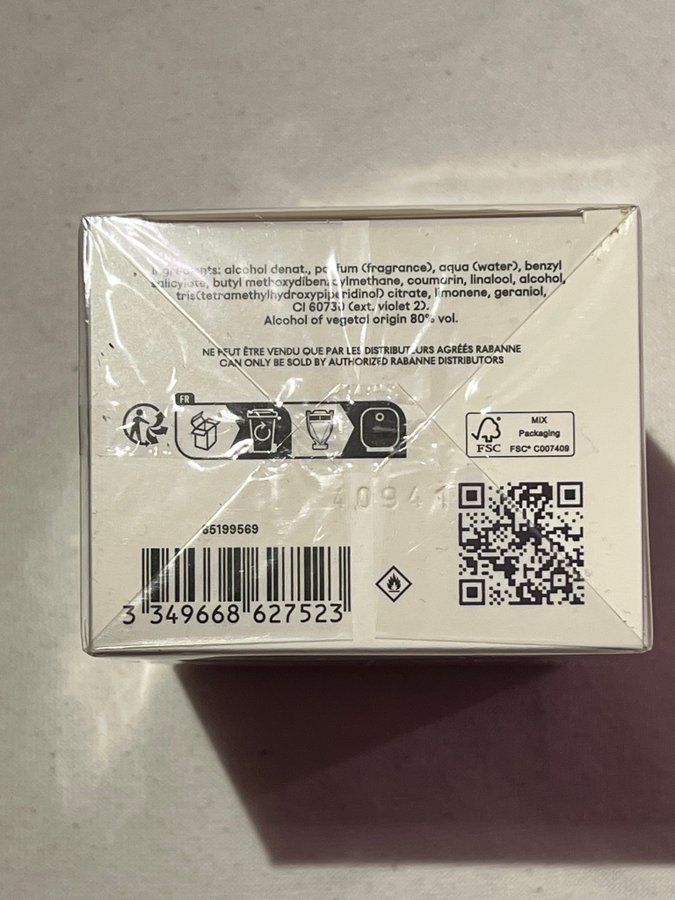 Ingredients: alcohol denat., parfum (fragrance), aqua (water), benzyl
salicylate, butyl methoxydibenzoylmethane, coumarin, linalool, alcohol,
tris(tetramethylhydroxypiperidinol) citrate, limonene, geraniol,
CI 60730 (ext. violet 2).
Alcohol of vegetal origin 80% vol.
NE PEUT ÊTRE VENDU QUE PAR LES DISTRIBUTEURS AGRÉÉS RABANNE
CAN ONLY BE SOLD BY AUTHORIZED RABANNE DISTRIBUTORS
FR
FSC
MIX
Packaging
FSC® C007409
40941
65199569
3 349668 627523